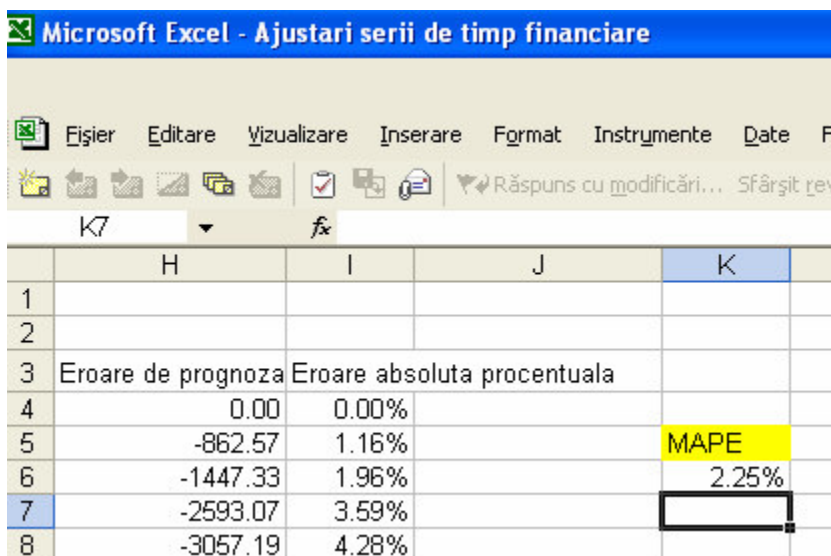 Microsoft Excel - Ajustari serii de timp financiare
Fișier Editare Vizualizare Inserare Format Instrumente Date F
Răspuns cu modificări... Sfârșit rev
K7 fx
H I J K
1
2
3 Eroare de prognoza Eroare absoluta procentuala
4 0.00 0.00%
5 -862.57 1.16% MAPE
6 -1447.33 1.96% 2.25%
7 -2593.07 3.59%
8 -3057.19 4.28%